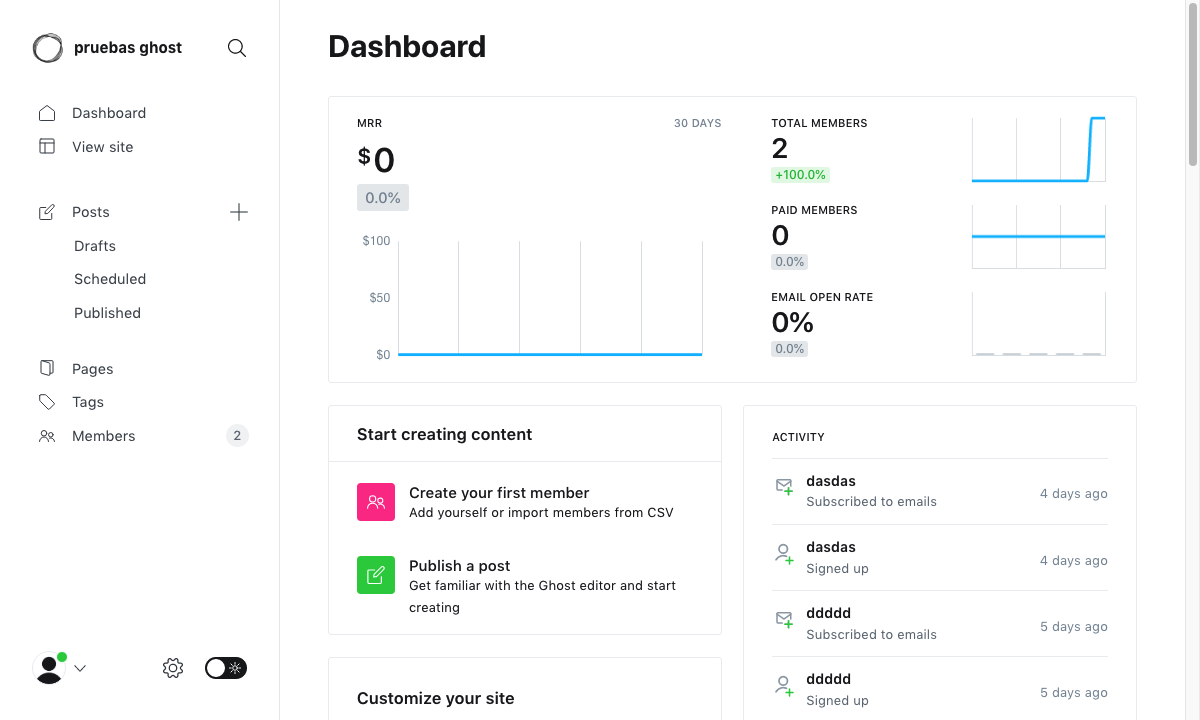 pruebas ghost
Dashboard
View site
Posts
Drafts
Scheduled
Published
Pages
Tags
Members
2
Dashboard
MRR
30 DAYS
$0
0.0%
$100
$50
$0
TOTAL MEMBERS
2
+100.0%
PAID MEMBERS
0
0.0%
EMAIL OPEN RATE
0%
0.0%
Start creating content
Create your first member
Add yourself or import members from CSV
Publish a post
Get familiar with the Ghost editor and start
creating
Customize your site
ACTIVITY
dasdas
Subscribed to emails
4 days ago
dasdas
Signed up
4 days ago
ddddd
Subscribed to emails
5 days ago
ddddd
Signed up
5 days ago